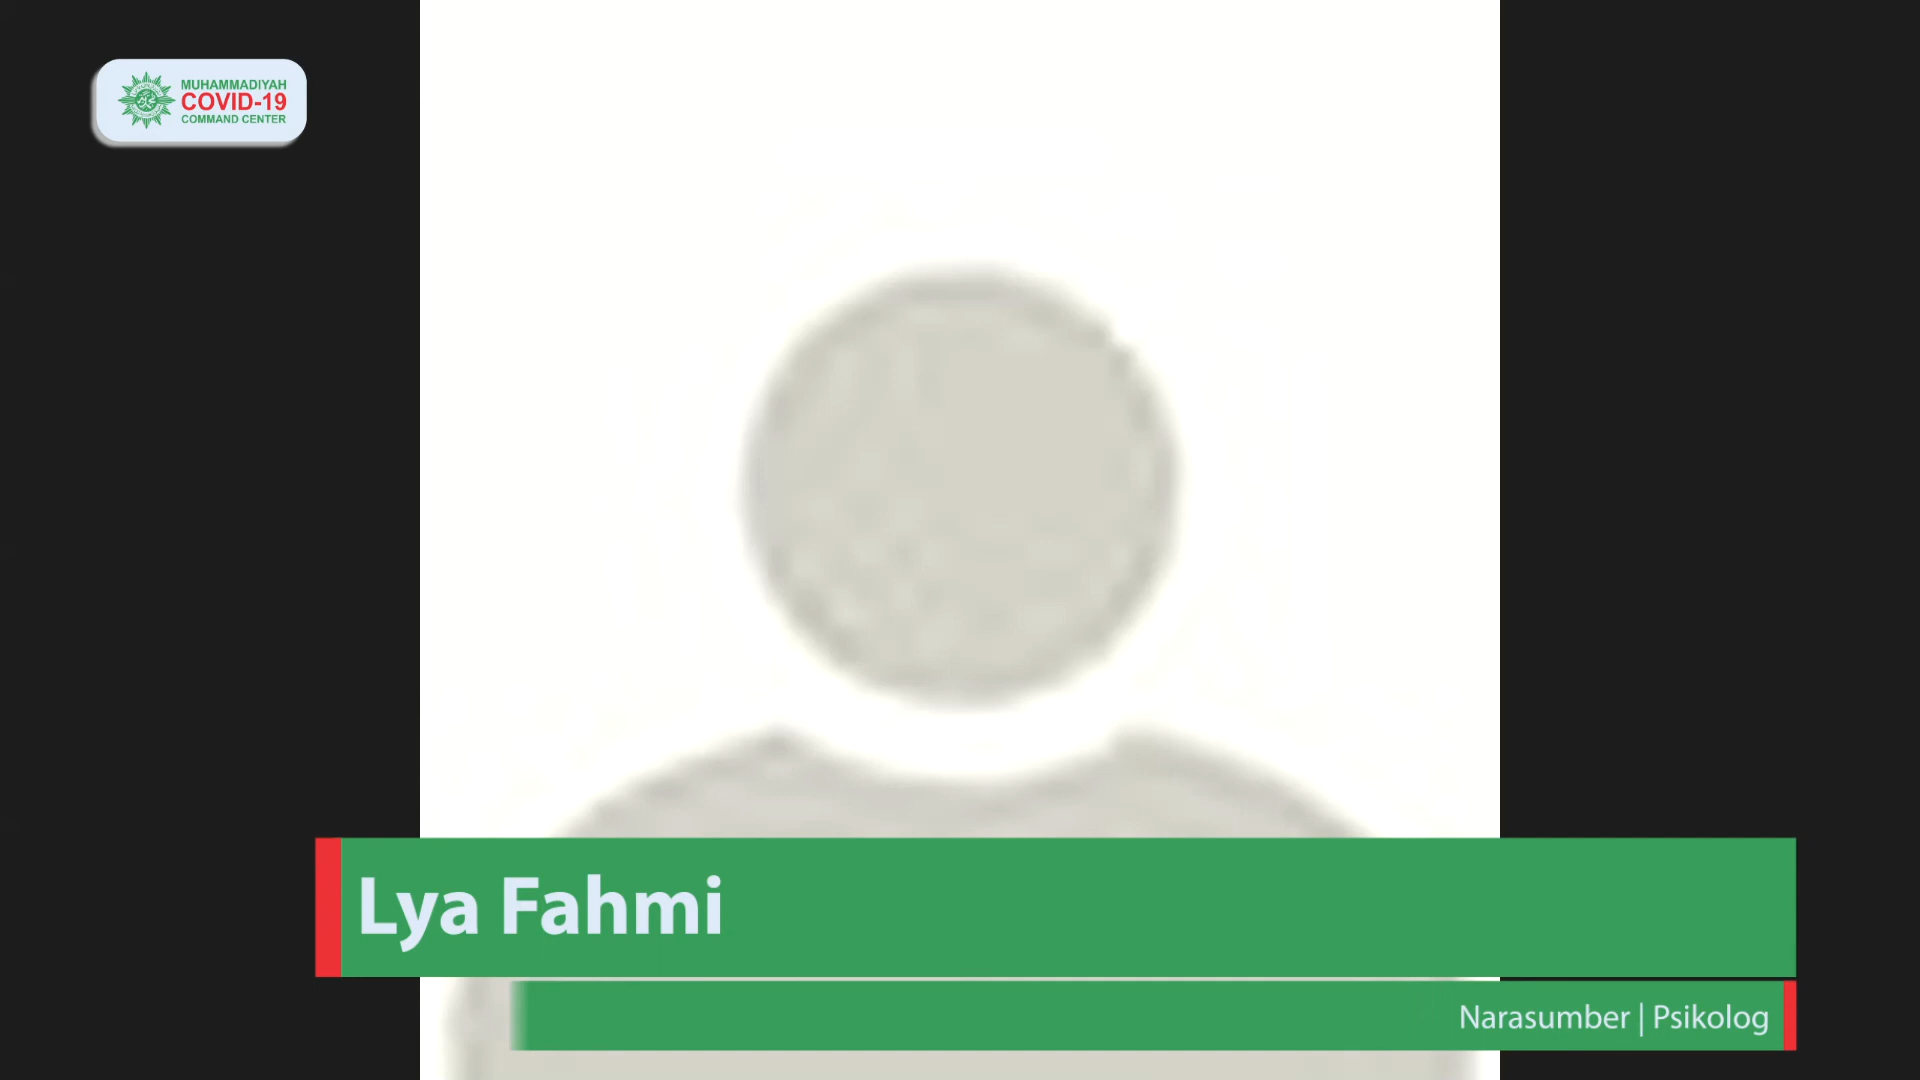 MUHAMMADIYAH
COVID-19
COMMAND CENTER
Lya Fahmi
Narasumber | Psikolog